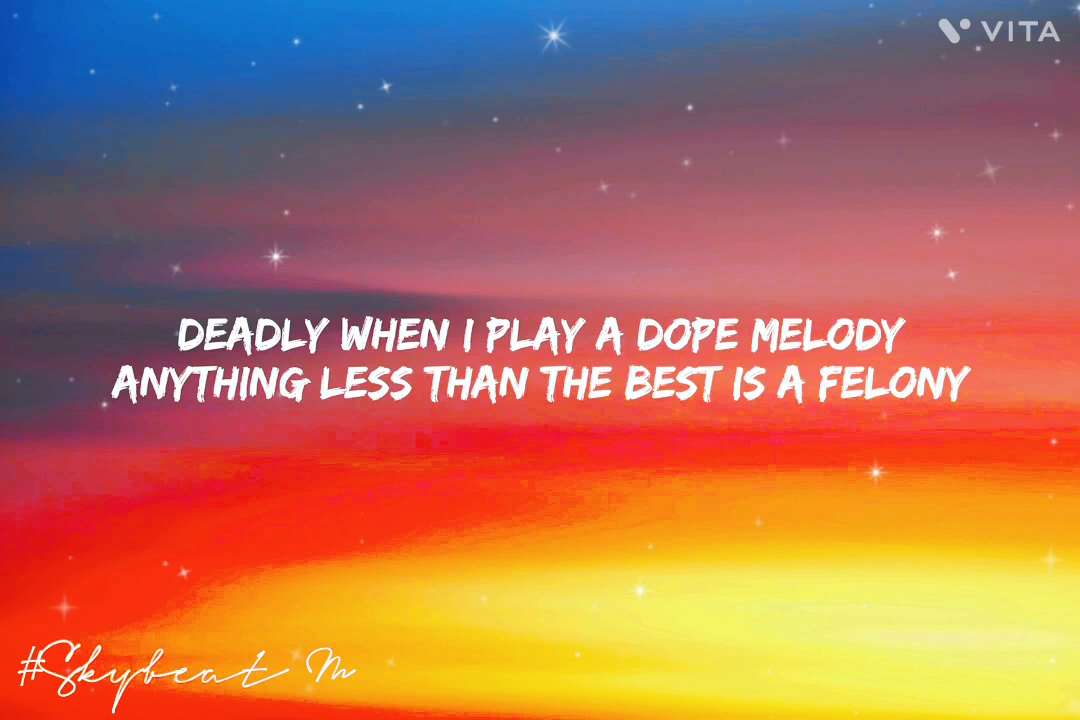 VITA
DEADLY WHEN I PLAY A DOPE MELODY
ANYTHING LESS THAN THE BEST IS A FELONY
#Skybeat M